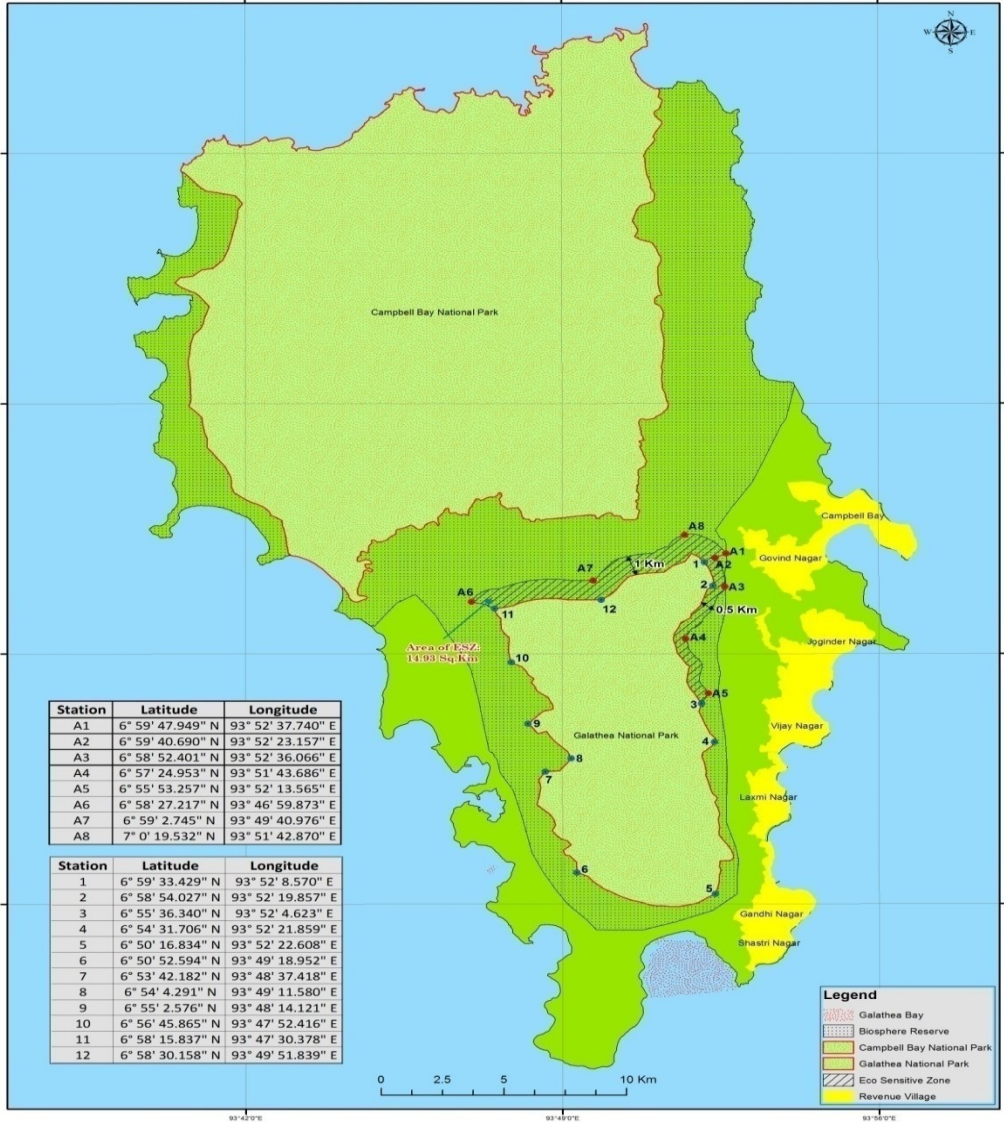 N
W E
S
Campbell Bay National Park
Campbell Bay
Govind Nagar
A8
A1
1 A2
1 Km
A7
2 A3
A6
12
0.5 Km
11
Joginder Nagar
A4
Area of ESZ:
14.93 Sq.Km
10
A5
3
Station Latitude Longitude
A1 6° 59' 47.949" N 93° 52' 37.740" E
A2 6° 59' 40.690" N 93° 52' 23.157" E
A3 6° 58' 52.401" N 93° 52' 36.066" E
A4 6° 57' 24.953" N 93° 51' 43.686" E
A5 6° 55' 53.257" N 93° 52' 13.565" E
A6 6° 58' 27.217" N 93° 46' 59.873" E
A7 6° 59' 2.745" N 93° 49' 40.976" E
A8 7° 0' 19.532" N 93° 51' 42.870" E
9
Galathea National Park
Vijay Nagar
4
8
7
Laxmi Nagar
Station Latitude Longitude
1 6° 59' 33.429" N 93° 52' 8.570" E
2 6° 58' 54.027" N 93° 52' 19.857" E
3 6° 55' 36.340" N 93° 52' 4.623" E
4 6° 54' 31.706" N 93° 52' 21.859" E
5 6° 50' 16.834" N 93° 52' 22.608" E
6 6° 50' 52.594" N 93° 49' 18.952" E
7 6° 53' 42.182" N 93° 48' 37.418" E
8 6° 54' 4.291" N 93° 49' 11.580" E
9 6° 55' 2.576" N 93° 48' 14.121" E
10 6° 56' 45.865" N 93° 47' 52.416" E
11 6° 58' 15.837" N 93° 47' 30.378" E
12 6° 58' 30.158" N 93° 49' 51.839" E
6
5
Gandhi Nagar
Shastri Nagar
Legend
Galathea Bay
Biosphere Reserve
Campbell Bay National Park
Galathea National Park
Eco Sensitive Zone
Revenue Village
0 2.5 5 10 Km
93°42'0"E 93°49'0"E 93°56'0"E